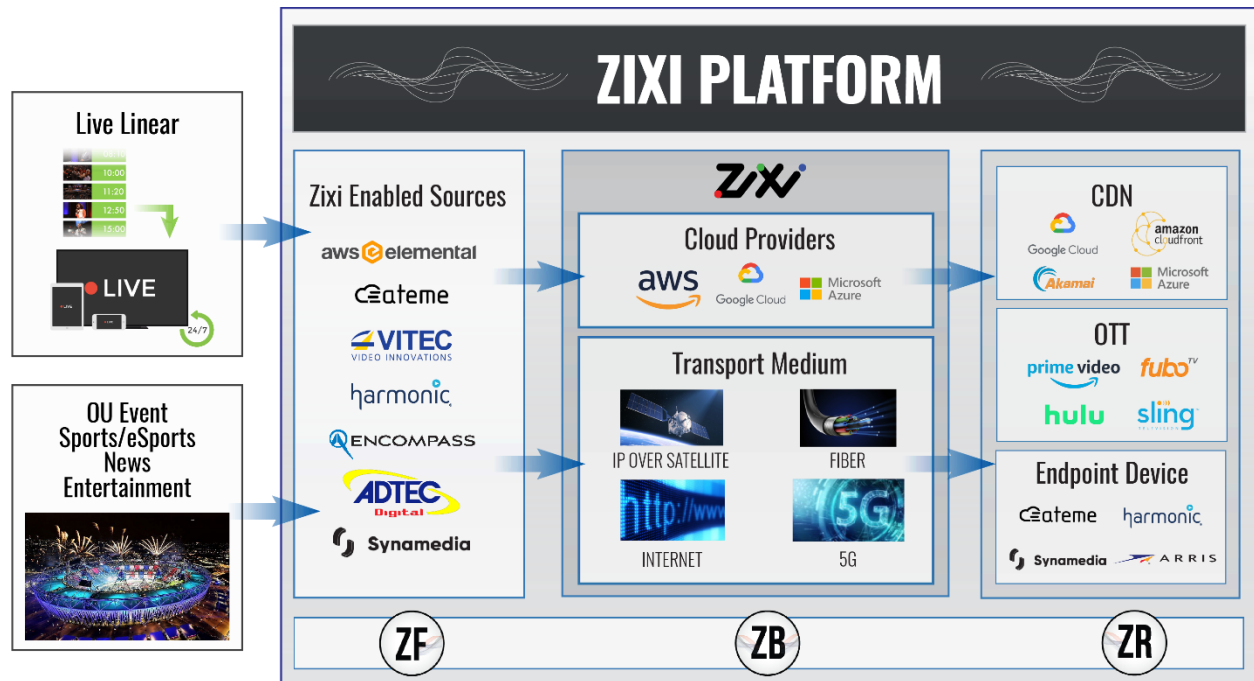 ZIXI PLATFORM
Live Linear
10:00
11:20
12:50
15:00
LIVE
24/7
OU Event
Sports/eSports
News
Entertainment
Zixi Enabled Sources
aws elemental
ateme
VITEC
VIDEO INNOVATIONS
harmonic
ENCOMPASS
ADTEC
Digital
Synamedia
ZiXi
Cloud Providers
aws
Google Cloud
Microsoft
Azure
Transport Medium
IP OVER SATELLITE
FIBER
http://www
5G
INTERNET
5G
CDN
Google Cloud
amazon
cloudfront
Akamai
Microsoft
Azure
OTT
prime video
fubo TV
hulu
sling
TELEVISION
Endpoint Device
ateme
harmonic
Synamedia
ARRIS
ZF
ZB
ZR